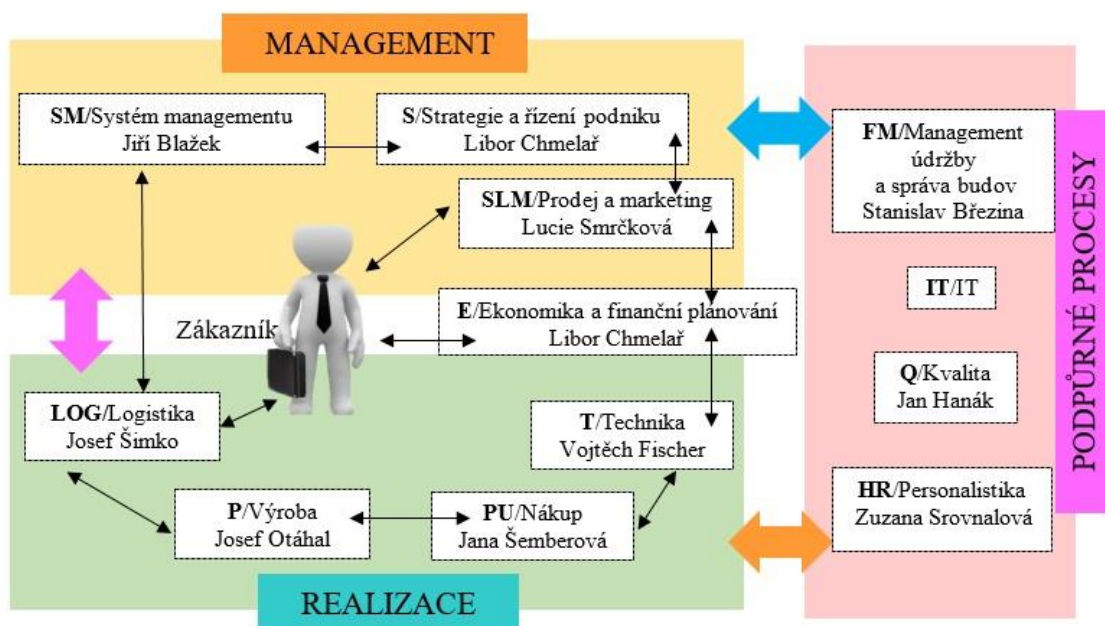 MANAGEMENT
SM/Systém managementu
Jiří Blažek
S/Strategie a řízení podniku
Libor Chmelař
SLM/Prodej a marketing
Lucie Smrčková
Zákazník
E/Ekonomika a finanční plánování
Libor Chmelař
LOG/Logistika
Josef Šimko
T/Technika
Vojtěch Fischer
P/Výroba
Josef Otáhal
PU/Nákup
Jana Šemberová
REALIZACE
FM/Management
údržby
a správa budov
Stanislav Březina
IT/IT
Q/Kvalita
Jan Hanák
HR/Personalistika
Zuzana Srovnalová
PODPŮRNÉ PROCESY